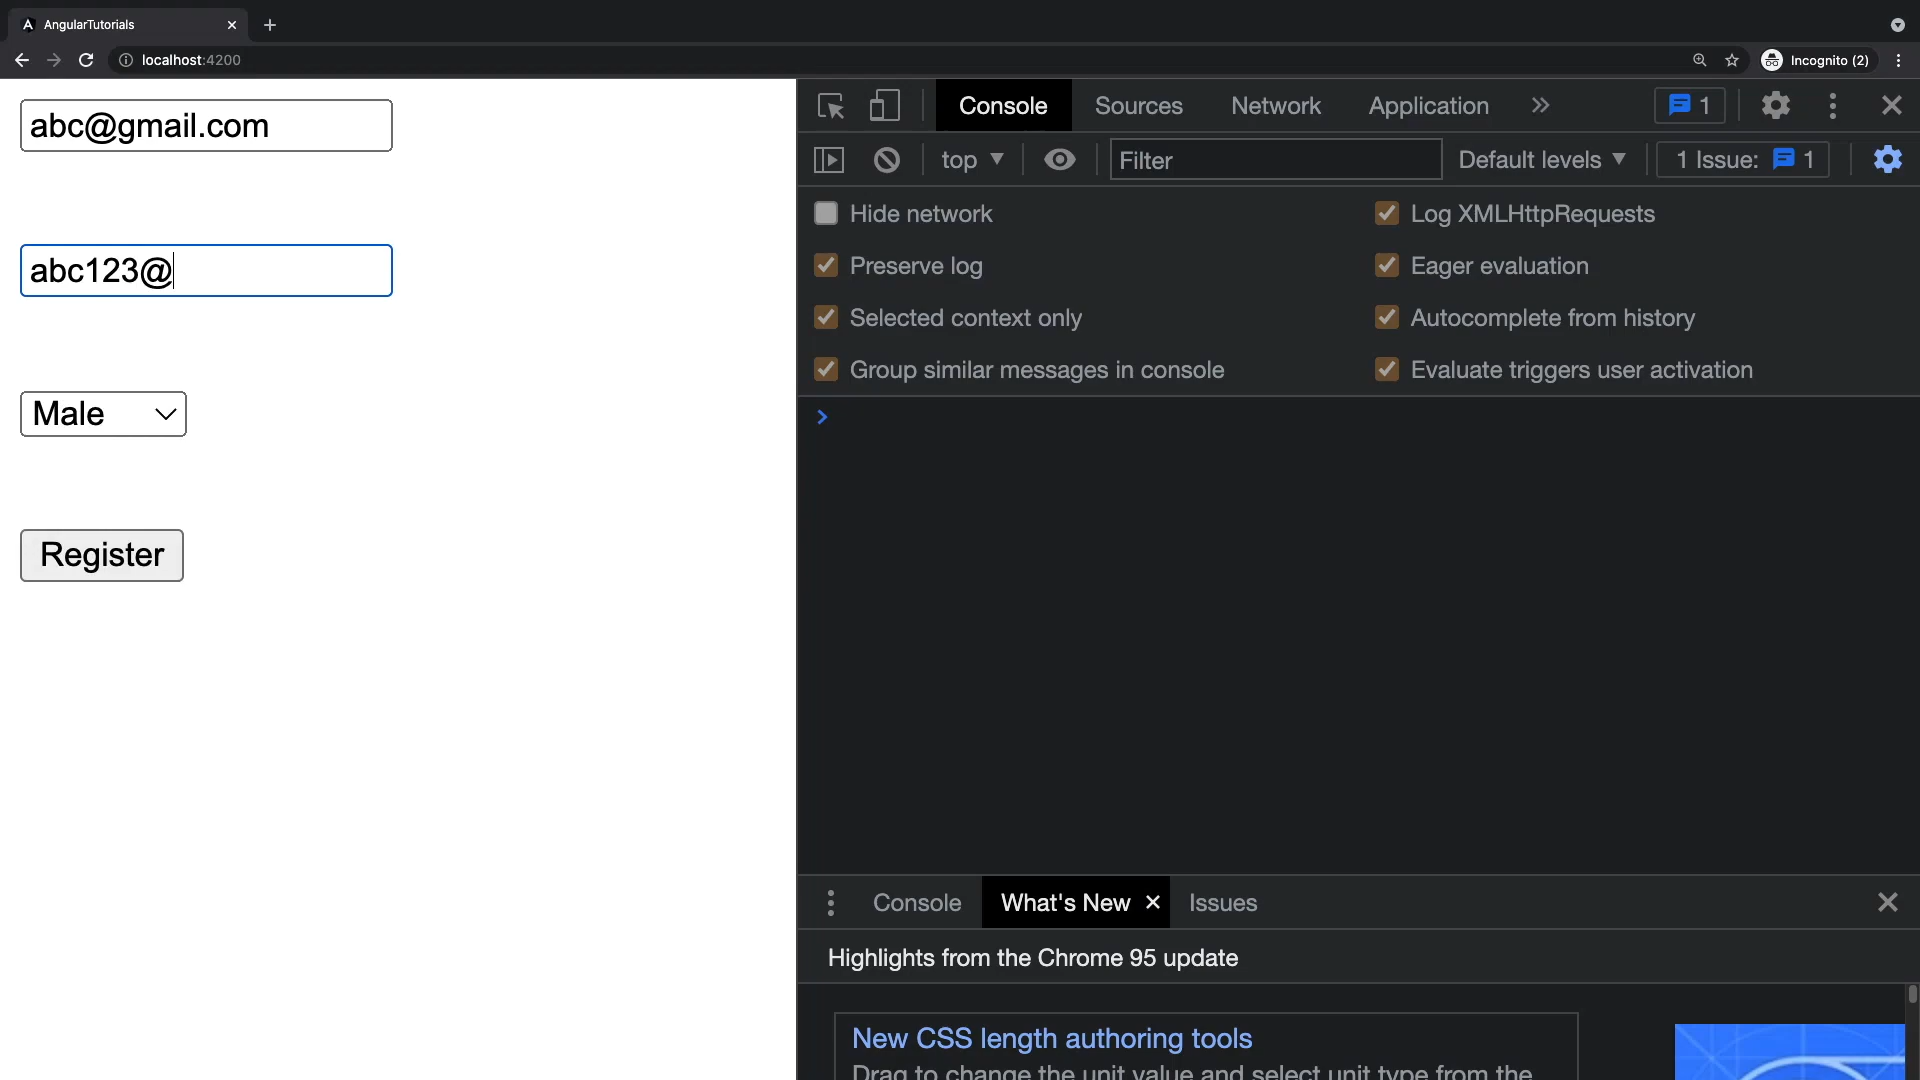 AngularTutorials
localhost:4200
Incognito (2)
abc@gmail.com
abc123@
Male
Register
Console Sources Network Application 1
top Filter Default levels 1 Issue: 1
Hide network Log XMLHttpRequests
Preserve log Eager evaluation
Selected context only Autocomplete from history
Group similar messages in console Evaluate triggers user activation
Console What's New Issues
Highlights from the Chrome 95 update
New CSS length authoring tools
Drag to change the unit value and select unit type from the